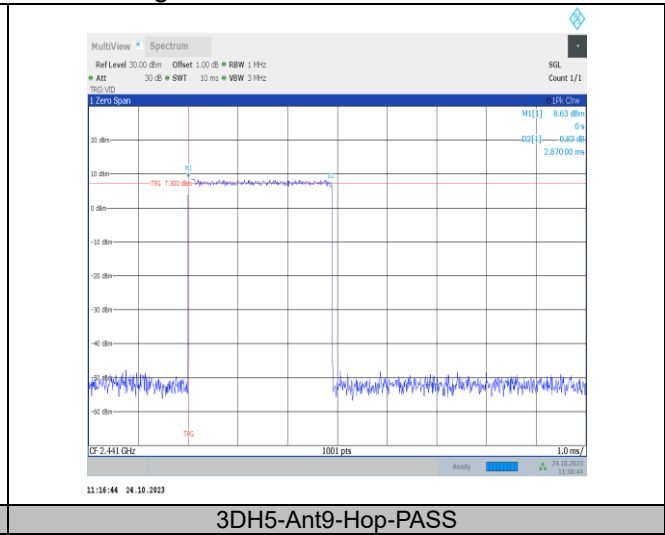 MultiView Spectrum
Ref Level 30.00 dBm Offset 1.00 dB RBW 1 MHz SGL
Att 30 dB SWT 10 ms VBW 3 MHz Count 1/1
TRG:VID
1 Zero Span 1Pk Clrw
M1[1] 8.63 dBm
0 s
20 dBm
D2[1] -0.83 dB
2.87000 ms
M1
D2
10 dBm
TRG 7.300 dBm
0 dBm
-10 dBm
-20 dBm
-30 dBm
-40 dBm
-50 dBm
-60 dBm
TRG
CF 2.441 GHz 1001 pts 1.0 ms/
Ready 24.10.2023
11:16:44
11:16:44 24.10.2023
3DH5-Ant9-Hop-PASS